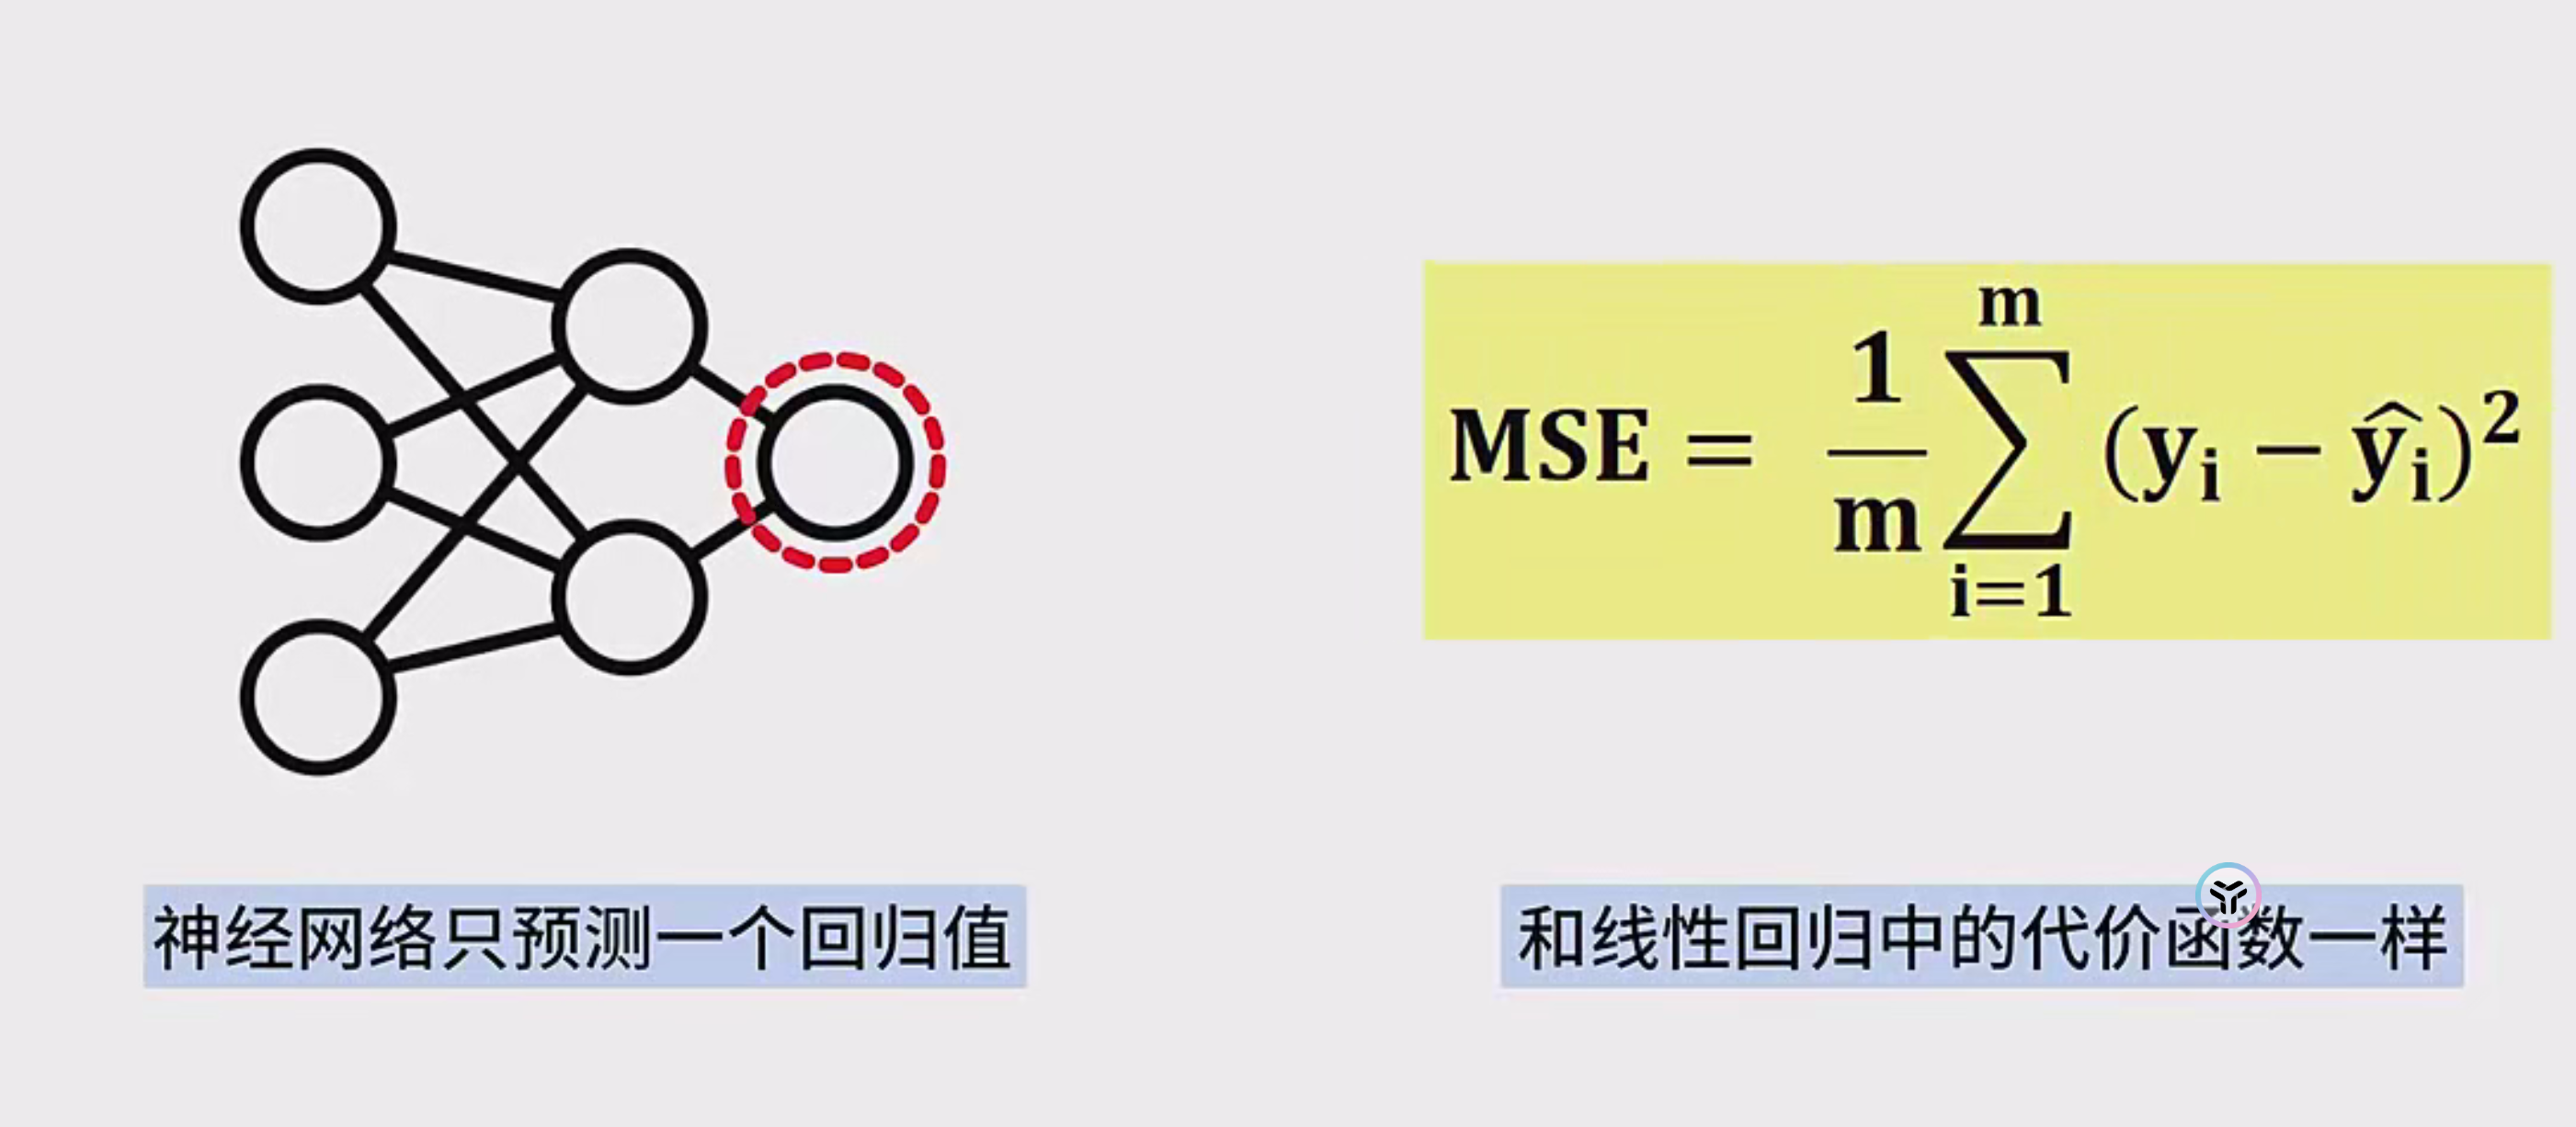 MSE = \frac{1}{m} \sum_{i=1}^{m} (y_i - \hat{y}_i)^2
神经网络只预测一个回归值
和线性回归中的代价函数一样